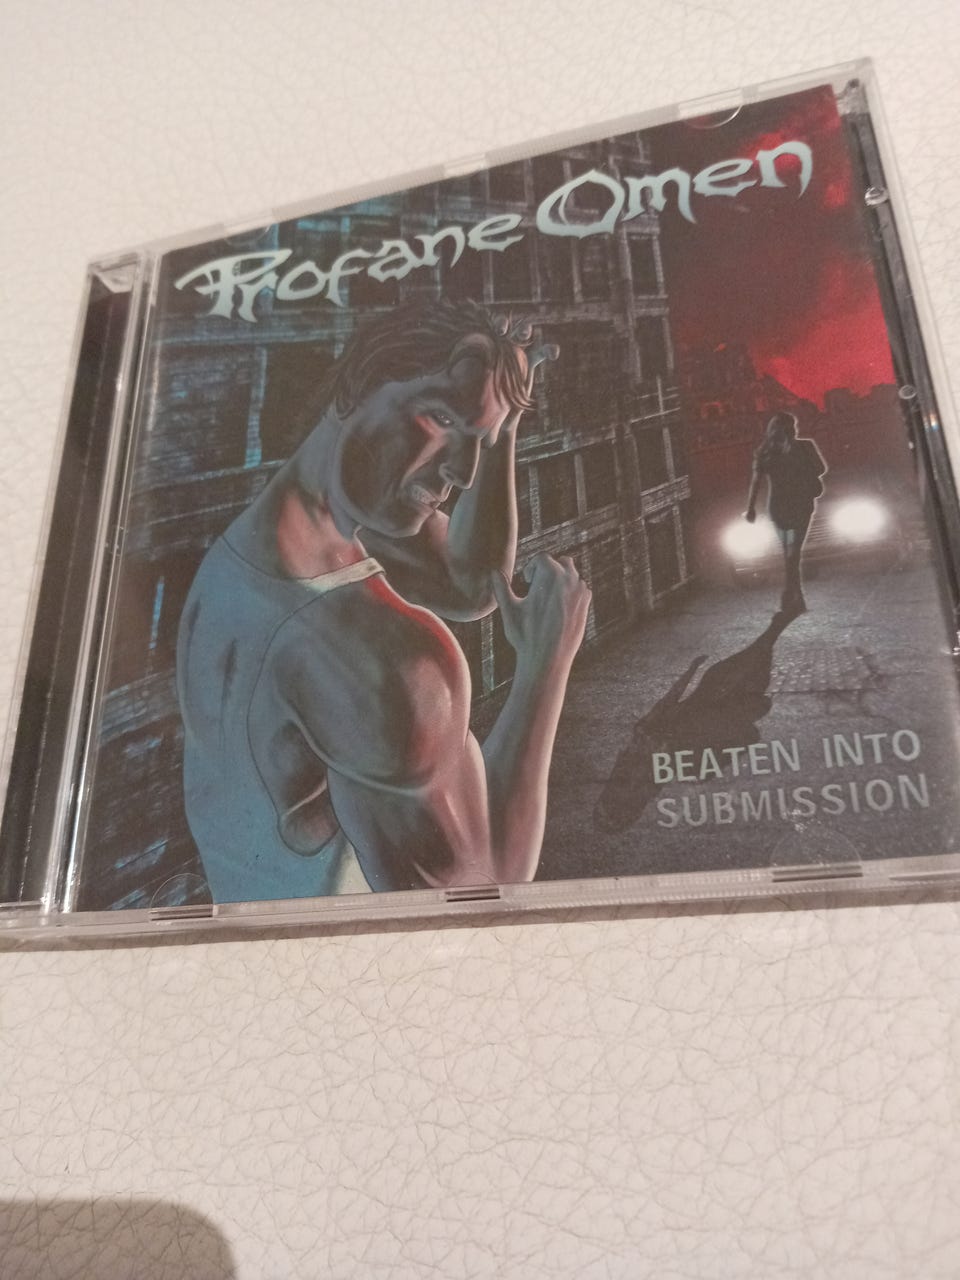 Profane Omen
BEATEN INTO
SUBMISSION